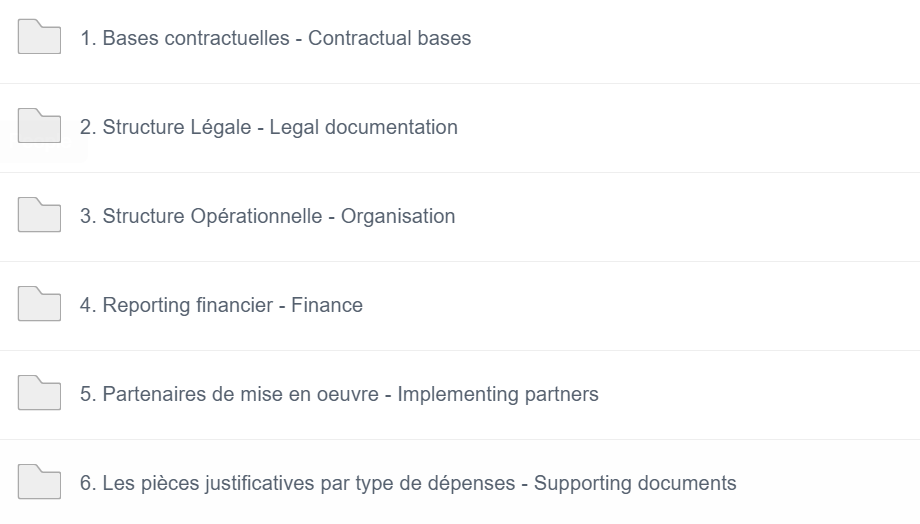 1. Bases contractuelles - Contractual bases
2. Structure Légale - Legal documentation
3. Structure Opérationnelle - Organisation
4. Reporting financier - Finance
5. Partenaires de mise en oeuvre - Implementing partners
6. Les pièces justificatives par type de dépenses - Supporting documents